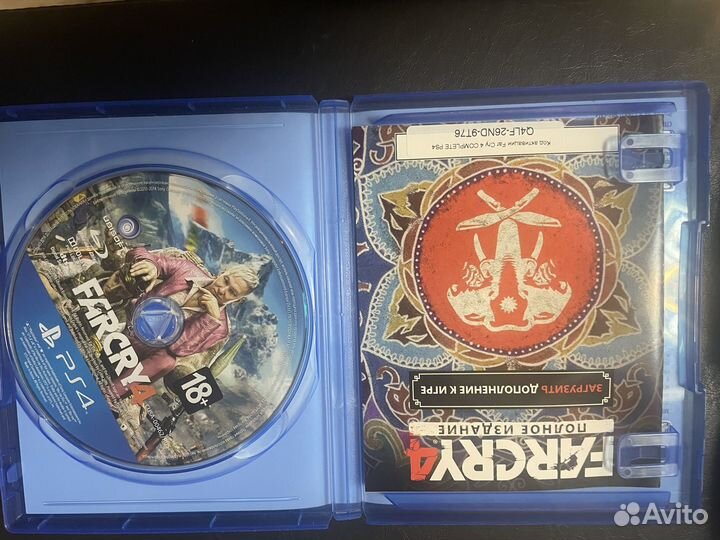 FARCRY4
PS4
18+
Ubisoft
FARCRY4
ПОЛНОЕ ИЗДАНИЕ
ЗАГРУЗИТЬ ДОПОЛНЕНИЕ К ИГРЕ
Код активации Far Cry 4 COMPLETE PS4
Q4LF-26ND-9T76
Avito